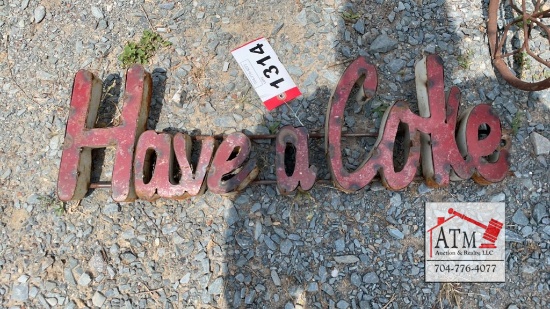 1314
Have a Coke
ATM
Auction & Realty, LLC
704-776-4077